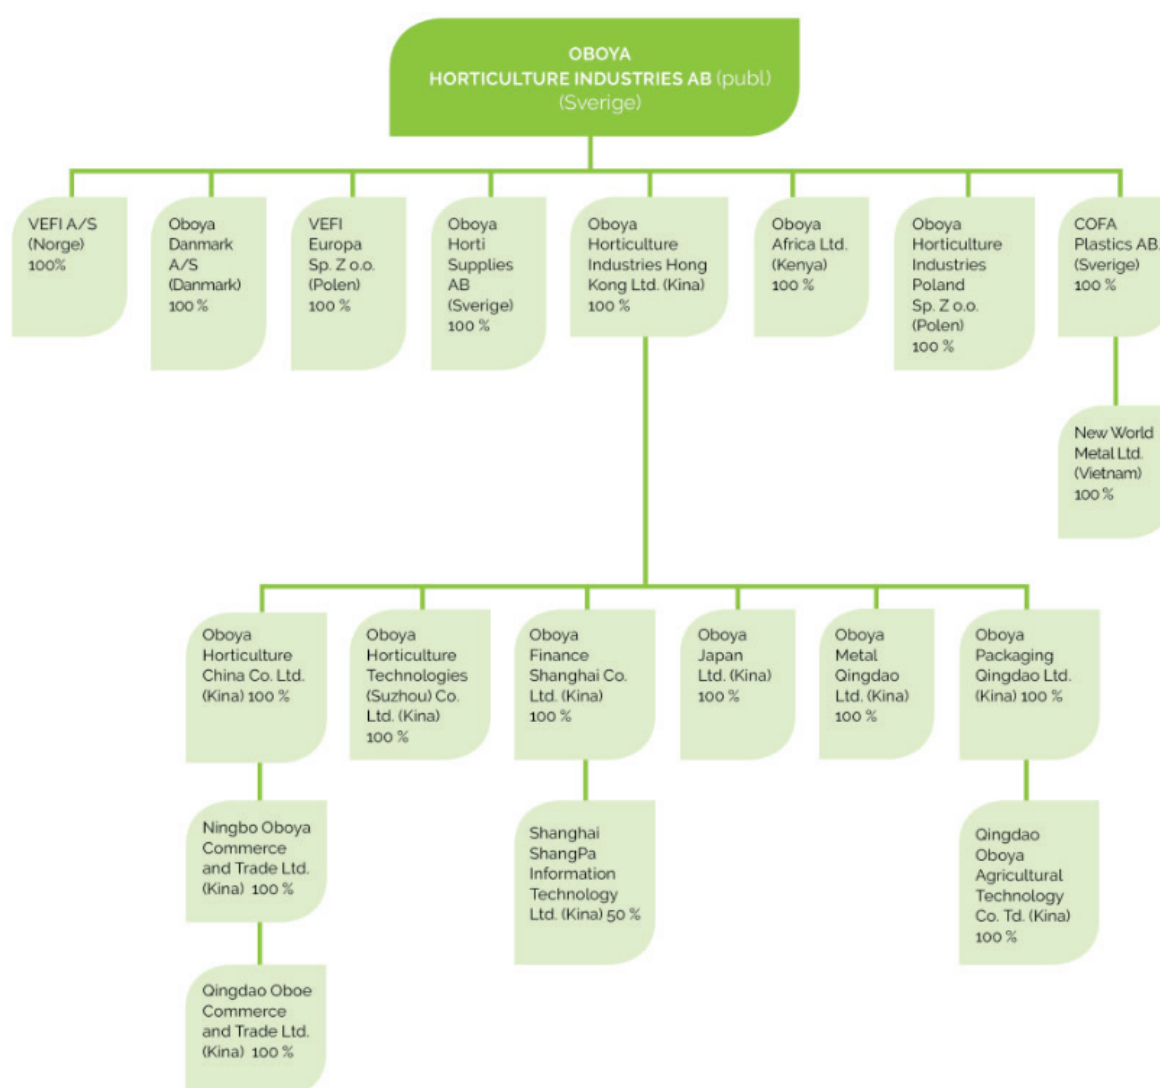 OBOYA
HORTICULTURE INDUSTRIES AB (publ)
(Sverige)
VEFI A/S
(Norge)
100%
Oboya
Danmark
A/S
(Danmark)
100 %
VEFI
Europa
Sp. Z o.o.
(Polen)
100 %
Oboya
Horti
Supplies
AB
(Sverige)
100 %
Oboya
Horticulture
Industries Hong
Kong Ltd. (Kina)
100 %
Oboya
Africa Ltd.
(Kenya)
100 %
Oboya
Horticulture
Industries
Poland
Sp. Z o.o.
(Polen)
100 %
COFA
Plastics AB.
(Sverige)
100 %
New World
Metal Ltd.
(Vietnam)
100 %
Oboya
Horticulture
China Co. Ltd.
(Kina) 100 %
Oboya
Horticulture
Technologies
(Suzhou) Co.
Ltd. (Kina)
100 %
Oboya
Finance
Shanghai Co.
Ltd. (Kina)
100 %
Oboya
Japan
Ltd. (Kina)
100 %
Oboya
Metal
Qingdao
Ltd. (Kina)
100 %
Oboya
Packaging
Qingdao Ltd.
(Kina) 100 %
Ningbo Oboya
Commerce
and Trade Ltd.
(Kina) 100 %
Shanghai
ShangPa
Information
Technology
Ltd. (Kina) 50 %
Qingdao
Oboya
Agricultural
Technology
Co. Td. (Kina)
100 %
Qingdao Oboe
Commerce
and Trade Ltd.
(Kina) 100 %